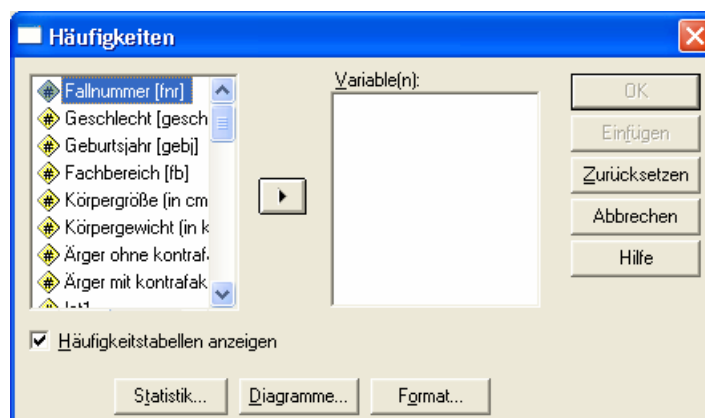 Häufigkeiten
Fallnummer [fnr]
Geschlecht [gesch
Geburtsjahr [gebj]
Fachbereich [fb]
Körpergröße (in cm
Körpergewicht (in k
Ärger ohne kontraf.
Ärger mit kontrafak
Variable(n):
OK
Einfügen
Zurücksetzen
Abbrechen
Hilfe
Häufigkeitstabellen anzeigen
Statistik...
Diagramme...
Format...